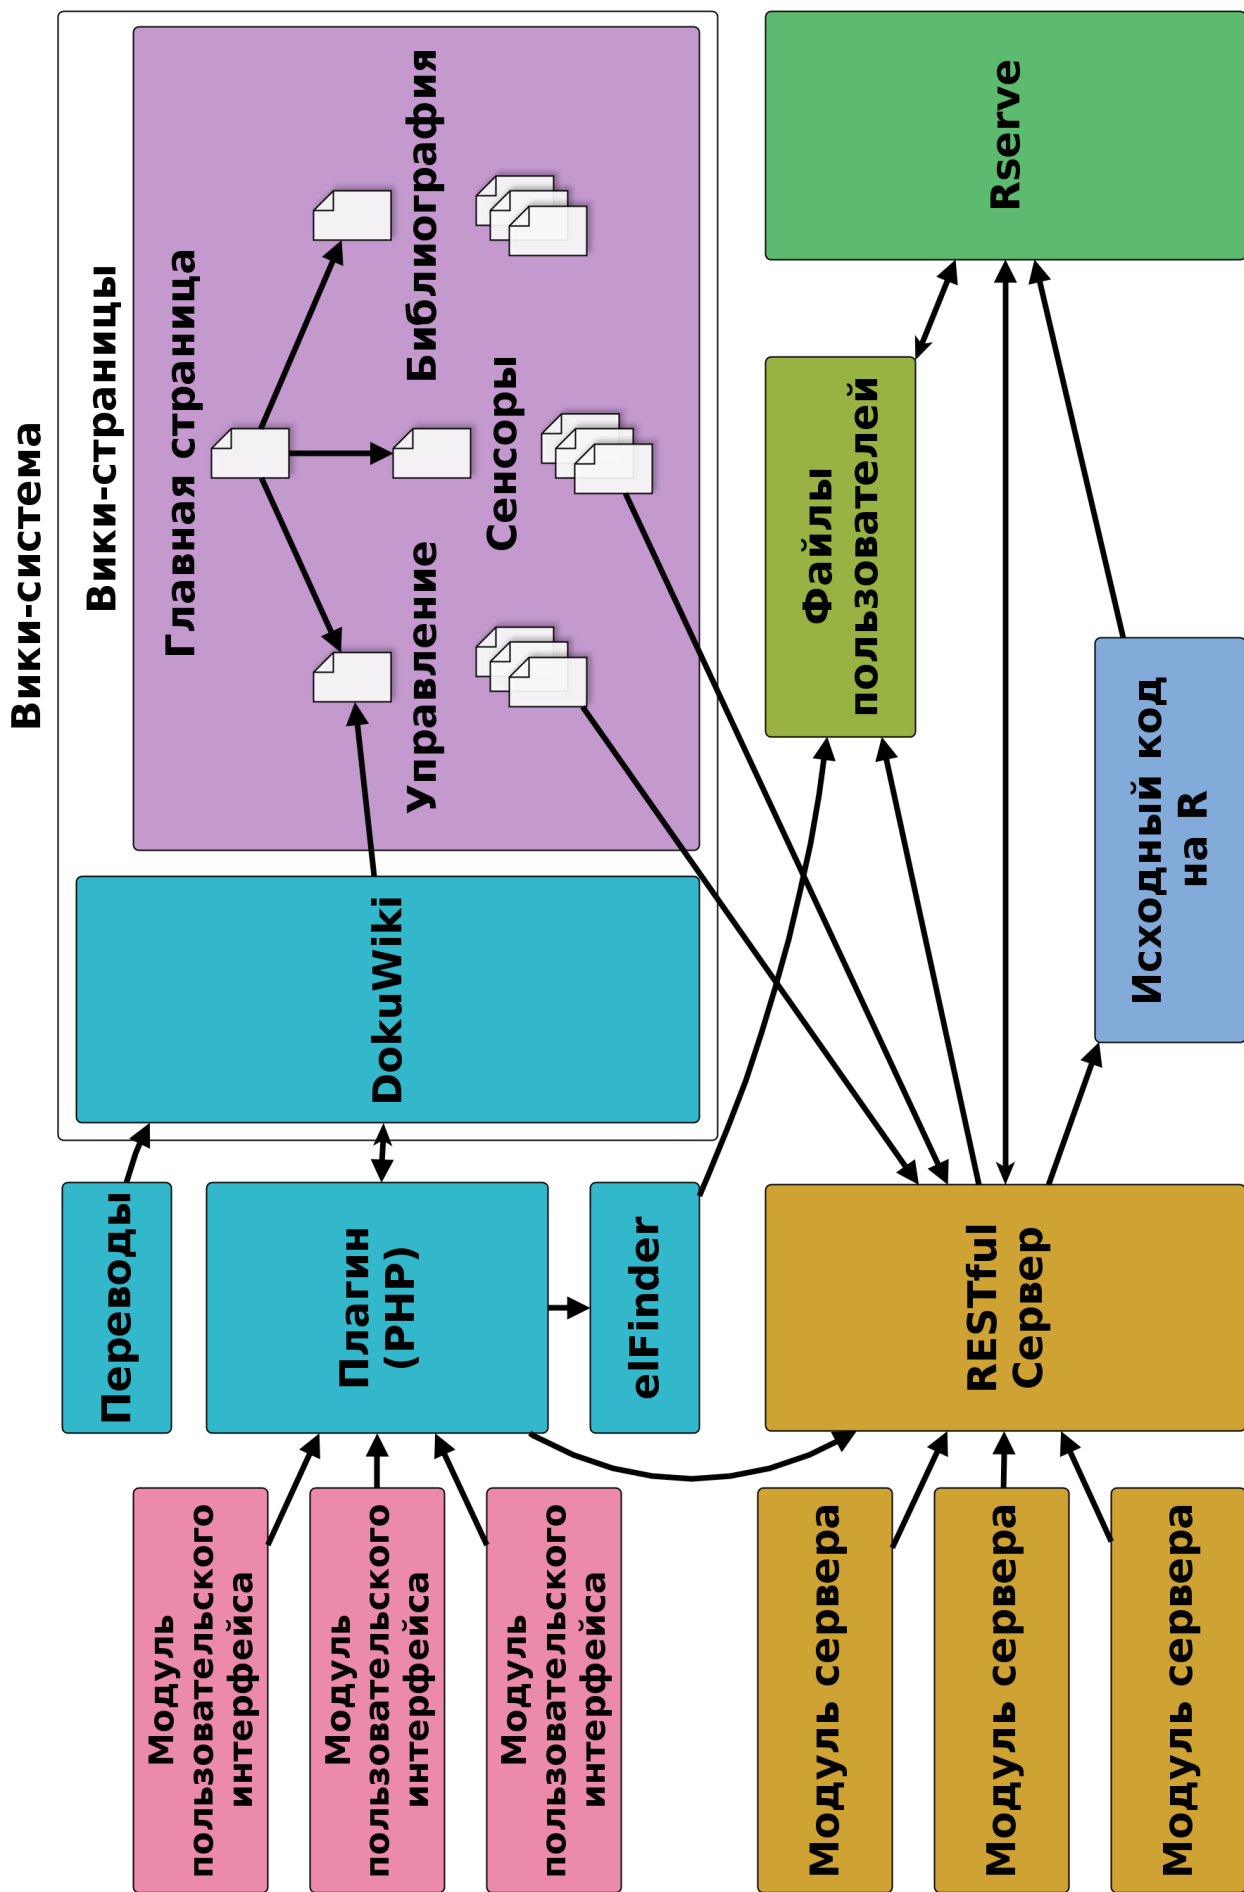 Вики-система
Вики-страницы
Главная страница
Управление
Сенсоры
Библиография
DokuWiki
Переводы
Плагин
(PHP)
elFinder
Модуль
пользовательского
интерфейса
Модуль
пользовательского
интерфейса
Модуль
пользовательского
интерфейса
Модуль сервера
Модуль сервера
Модуль сервера
RESTful
Сервер
Файлы
пользователей
Исходный код
на R
Rserve